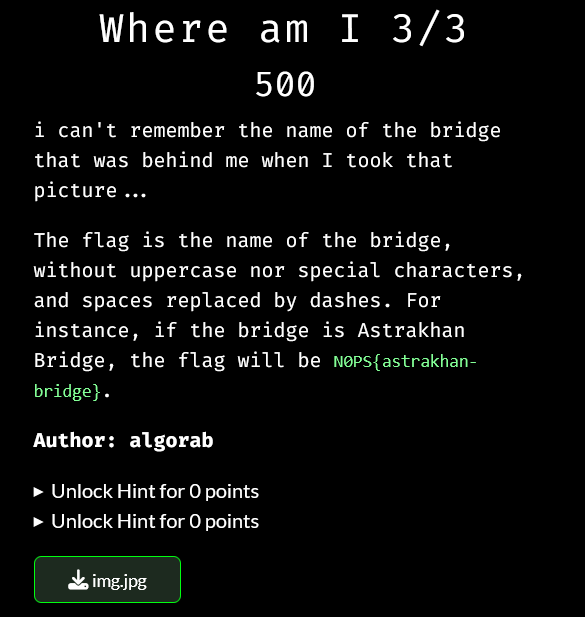 Where am I 3/3
500
i can't remember the name of the bridge
that was behind me when I took that
picture...
The flag is the name of the bridge,
without uppercase nor special characters,
and spaces replaced by dashes. For
instance, if the bridge is Astrakhan
Bridge, the flag will be N0PS{astrakhan-
bridge}.
Author: algorab
▸ Unlock Hint for 0 points
▸ Unlock Hint for 0 points
img.jpg